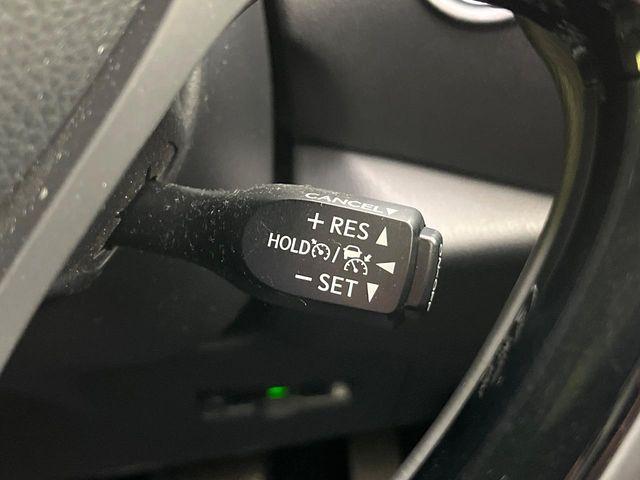 CANCEL
+ RES
HOLD /
− SET